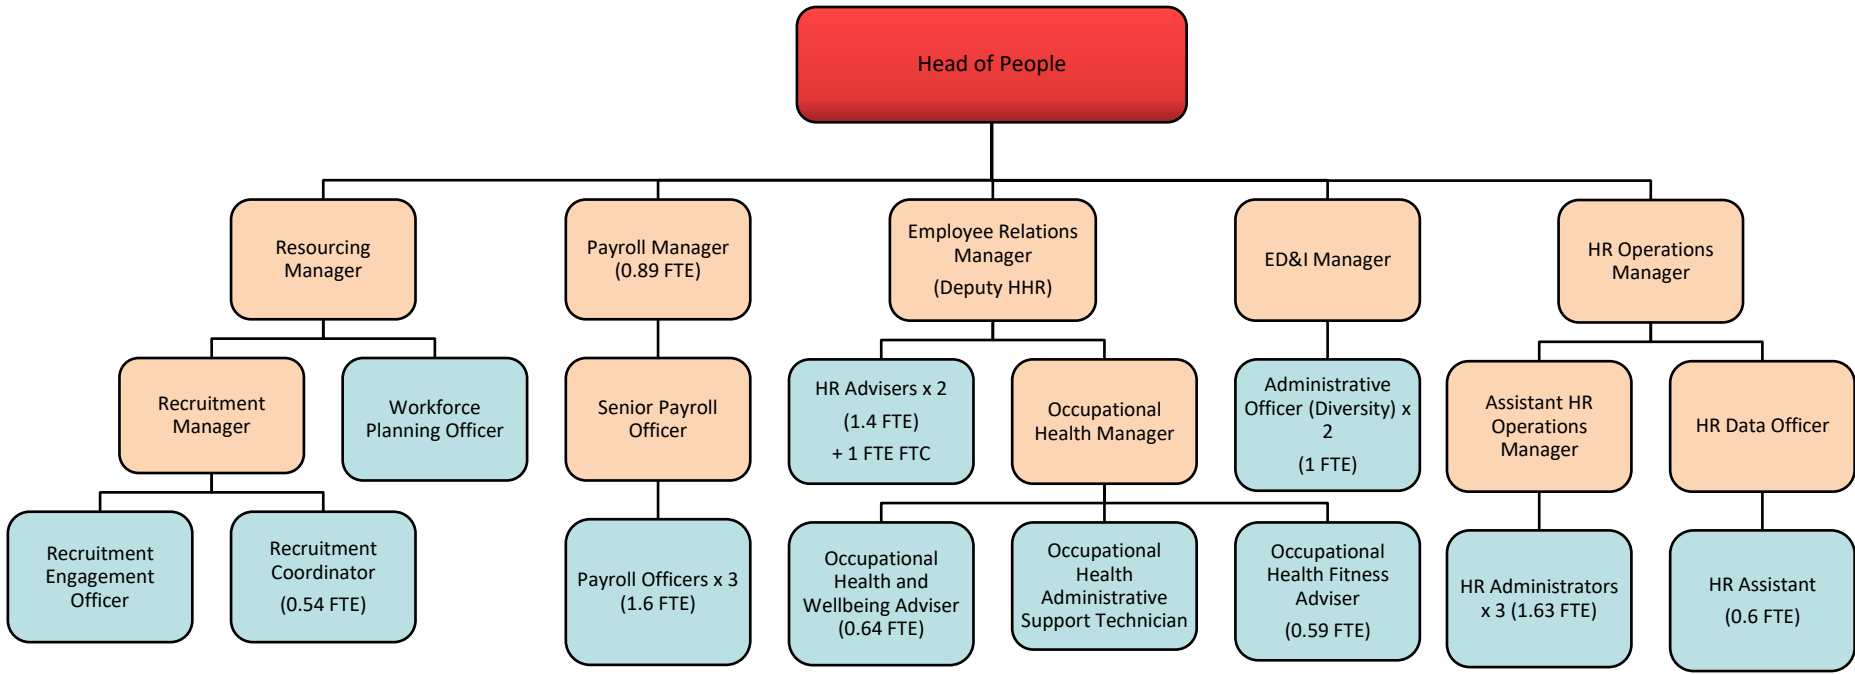 Head of People
Resourcing
Manager
Payroll Manager
(0.89 FTE)
Employee Relations
Manager
(Deputy HHR)
ED&I Manager
HR Operations
Manager
Recruitment
Manager
Workforce
Planning Officer
Senior Payroll
Officer
HR Advisers x 2
(1.4 FTE)
+ 1 FTE FTC
Occupational
Health Manager
Administrative
Officer (Diversity) x
2
(1 FTE)
Assistant HR
Operations
Manager
HR Data Officer
Recruitment
Engagement
Officer
Recruitment
Coordinator
(0.54 FTE)
Payroll Officers x 3
(1.6 FTE)
Occupational
Health and
Wellbeing Adviser
(0.64 FTE)
Occupational
Health
Administrative
Support Technician
Occupational
Health Fitness
Adviser
(0.59 FTE)
HR Administrators
x 3 (1.63 FTE)
HR Assistant
(0.6 FTE)